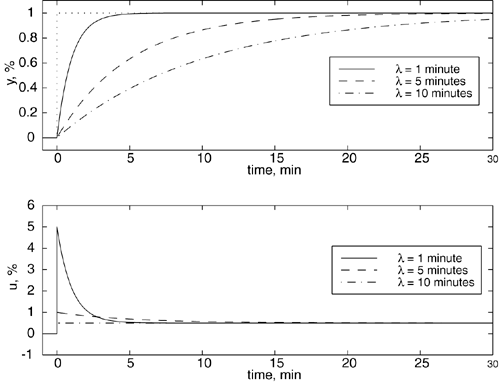 1
0.8
0.6
0.4
0.2
0
y, %
λ = 1 minute
λ = 5 minutes
λ = 10 minutes
0 5 10 15 20 25 30
time, min
6
5
4
3
2
1
0
-1
u, %
λ = 1 minute
λ = 5 minutes
λ = 10 minutes
0 5 10 15 20 25 30
time, min